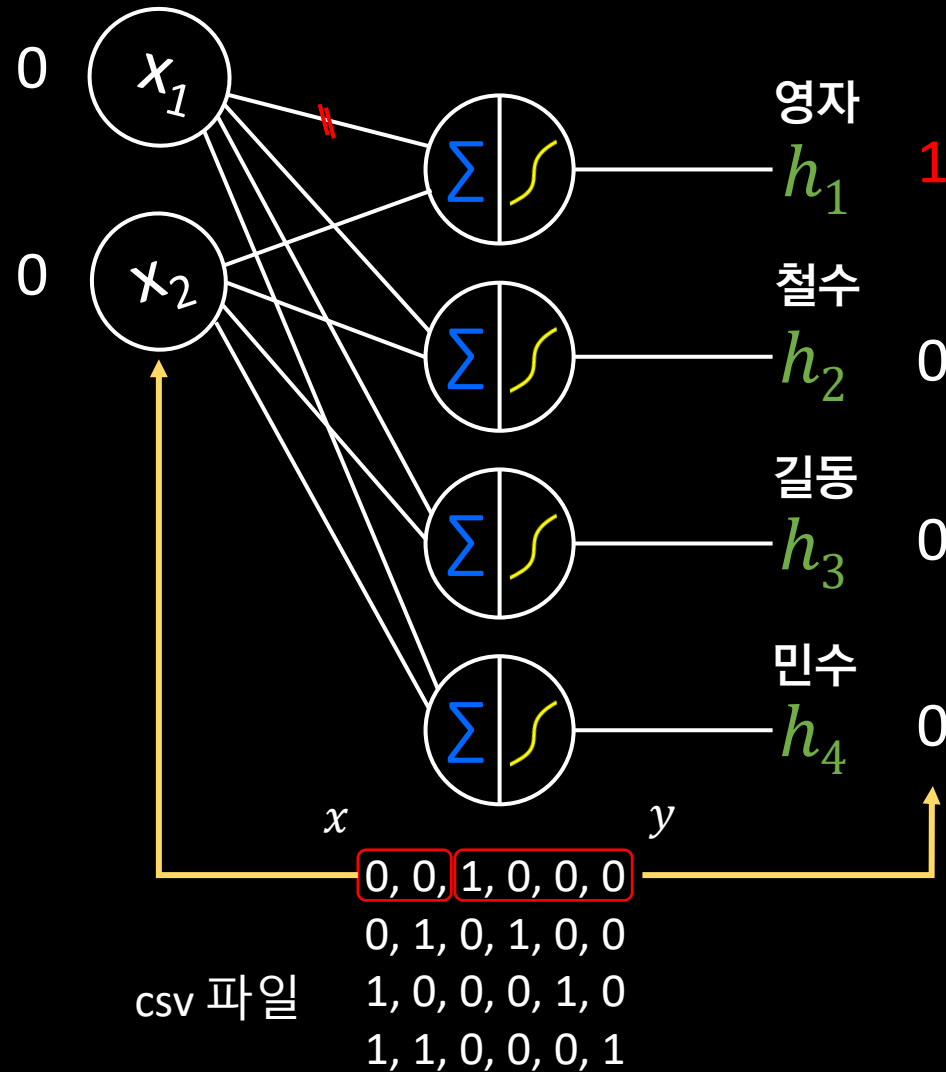 0 x1
영자
h1 1
0 x2
Σ
철수
h2 0
Σ
길동
h3 0
Σ
민수
h4 0
Σ
x y
0, 0, 1, 0, 0, 0
0, 1, 0, 1, 0, 0
csv 파일 1, 0, 0, 0, 1, 0
1, 1, 0, 0, 0, 1